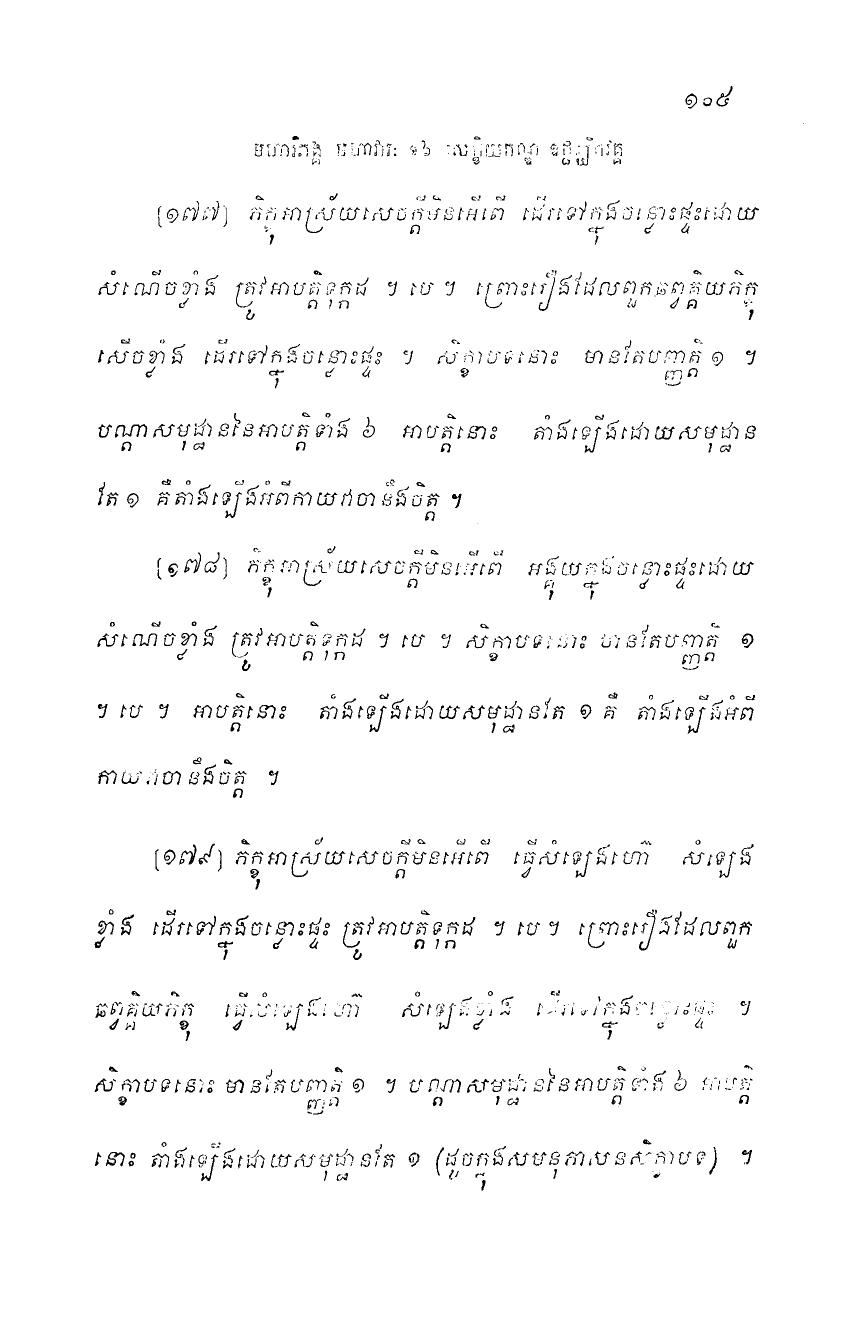 ១០៥
មហាវិភង្គ មហាវារៈ ១៦ សេក្ខិយកណ្ឌ ឧជ្ជគ្ឃិកវគ្គ
[១៧៧] ភិក្ខុអាស្រ័យសេចក្តីមិនអើពើ ដើរទៅក្នុងចន្លោះផ្ទះដោយ
សំណើចខ្លាំង ត្រូវអាបត្តិទុក្កដ ។ បេ ។ ព្រោះរឿងដែលពួកឆព្វគ្គិយភិក្ខុ
សើចខ្លាំង ដើរទៅក្នុងចន្លោះផ្ទះ ។ សិក្ខាបទនោះ មានតែបញ្ញត្តិ ១ ។
បណ្តាសមុដ្ឋាននៃអាបត្តិទាំង ៦ អាបត្តិនោះ តាំងឡើងដោយសមុដ្ឋាន
តែ ១ គឺតាំងឡើងអំពីកាយវាចានឹងចិត្ត ។
[១៧៨] ភិក្ខុអាស្រ័យសេចក្តីមិនអើពើ អង្គុយក្នុងចន្លោះផ្ទះដោយ
សំណើចខ្លាំង ត្រូវអាបត្តិទុក្កដ ។ បេ ។ សិក្ខាបទនោះ មានតែបញ្ញត្តិ ១
។ បេ ។ អាបត្តិនោះ តាំងឡើងដោយសមុដ្ឋានតែ ១ គឺ តាំងឡើងអំពី
កាយវាចានឹងចិត្ត ។
[១៧៩] ភិក្ខុអាស្រ័យសេចក្តីមិនអើពើ ធ្វើសំឡេងហ៊ោ សំឡេង
ខ្លាំង ដើរទៅក្នុងចន្លោះផ្ទះ ត្រូវអាបត្តិទុក្កដ ។ បេ ។ ព្រោះរឿងដែលពួក
ឆព្វគ្គិយភិក្ខុ ធ្វើសំឡេងហ៊ោ សំឡេងខ្លាំង ដើរទៅក្នុងចន្លោះផ្ទះ ។
សិក្ខាបទនោះ មានតែបញ្ញត្តិ ១ ។ បណ្តាសមុដ្ឋាននៃអាបត្តិទាំង ៦ អាបត្តិ
នោះ តាំងឡើងដោយសមុដ្ឋានតែ ១ (ដូចក្នុងសមនុភាសនសិក្ខាបទ) ។